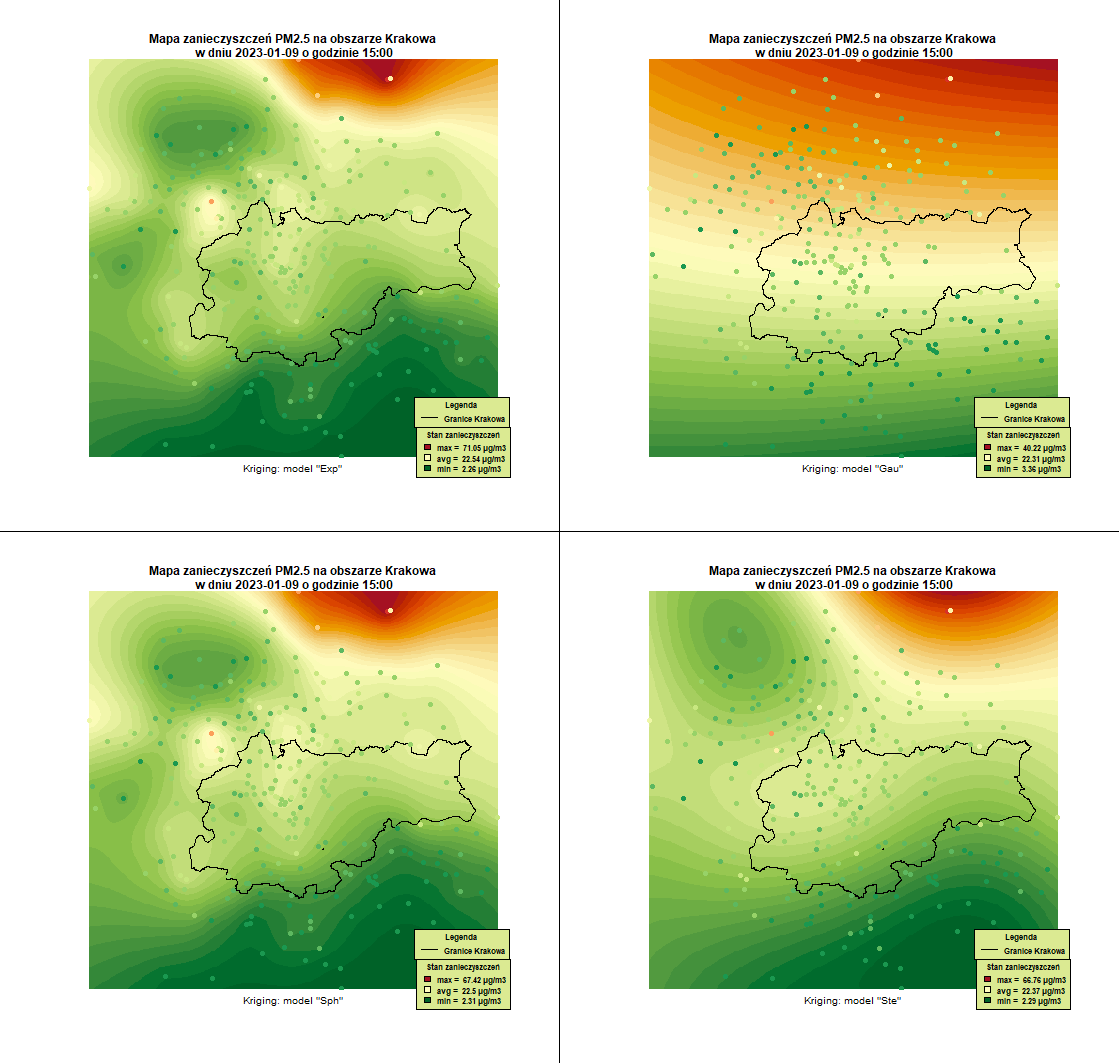 Mapa zanieczyszczeń PM2.5 na obszarze Krakowa
w dniu 2023-01-09 o godzinie 15:00
Legenda
Granice Krakowa
Stan zanieczyszczeń
max = 71.05 µg/m3
avg = 22.54 µg/m3
min = 2.26 µg/m3
Kriging: model "Exp"
Mapa zanieczyszczeń PM2.5 na obszarze Krakowa
w dniu 2023-01-09 o godzinie 15:00
Legenda
Granice Krakowa
Stan zanieczyszczeń
max = 40.22 µg/m3
avg = 22.31 µg/m3
min = 3.36 µg/m3
Kriging: model "Gau"
Mapa zanieczyszczeń PM2.5 na obszarze Krakowa
w dniu 2023-01-09 o godzinie 15:00
Legenda
Granice Krakowa
Stan zanieczyszczeń
max = 67.42 µg/m3
avg = 22.5 µg/m3
min = 2.31 µg/m3
Kriging: model "Sph"
Mapa zanieczyszczeń PM2.5 na obszarze Krakowa
w dniu 2023-01-09 o godzinie 15:00
Legenda
Granice Krakowa
Stan zanieczyszczeń
max = 66.76 µg/m3
avg = 22.37 µg/m3
min = 2.29 µg/m3
Kriging: model "Ste"